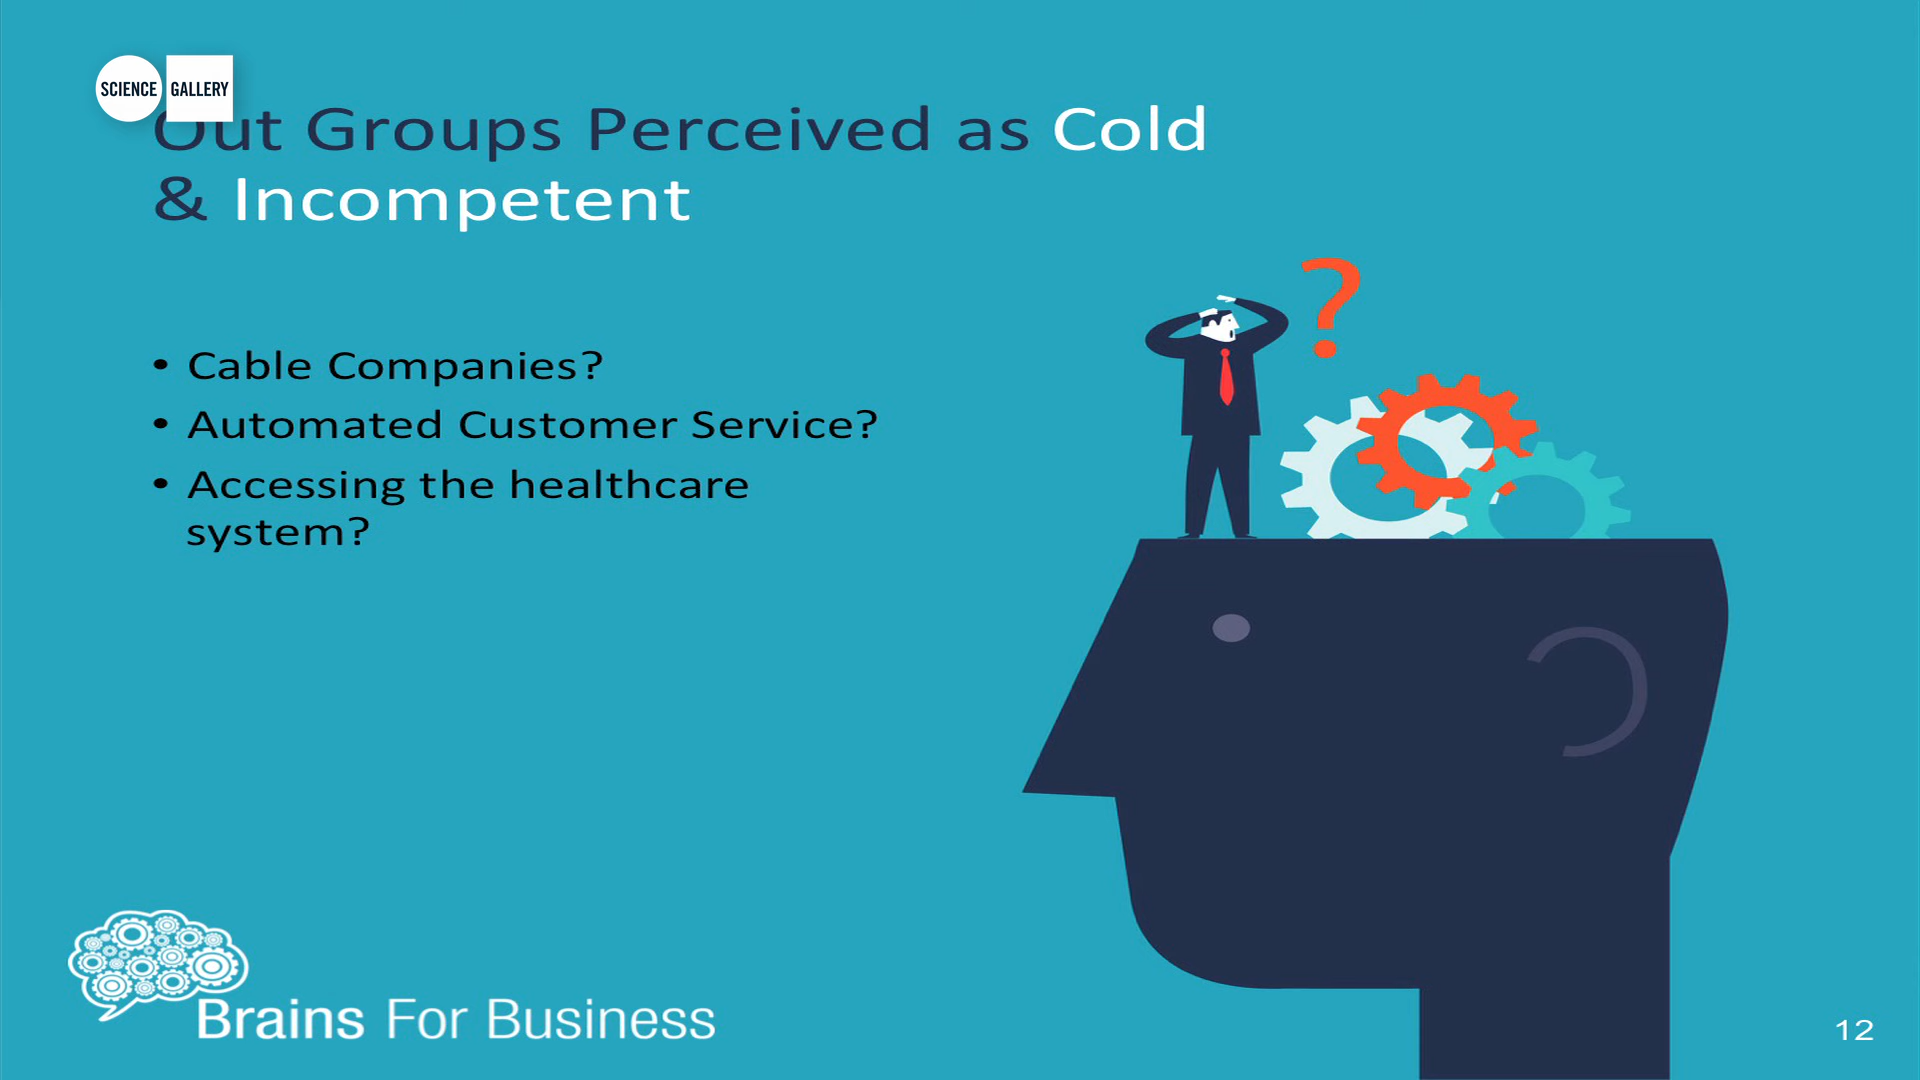 SCIENCE GALLERY
Out Groups Perceived as Cold
& Incompetent
?
• Cable Companies?
• Automated Customer Service?
• Accessing the healthcare
system?
Brains For Business
12